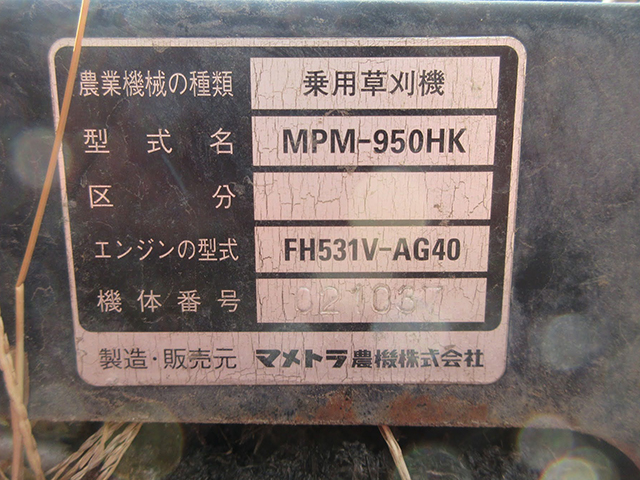 農業機械の種類 乗用草刈機
型式名 MPM-950HK
区分
エンジンの型式 FH531V-AG40
機体番号 021037
製造・販売元 マメトラ農機株式会社